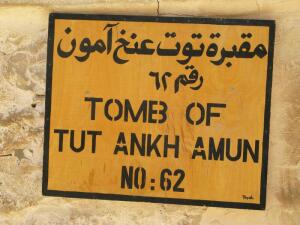 مقبرة توت عنخ آمون
رقم ٦٢
TOMB OF
TUT ANKH AMUN
NO: 62